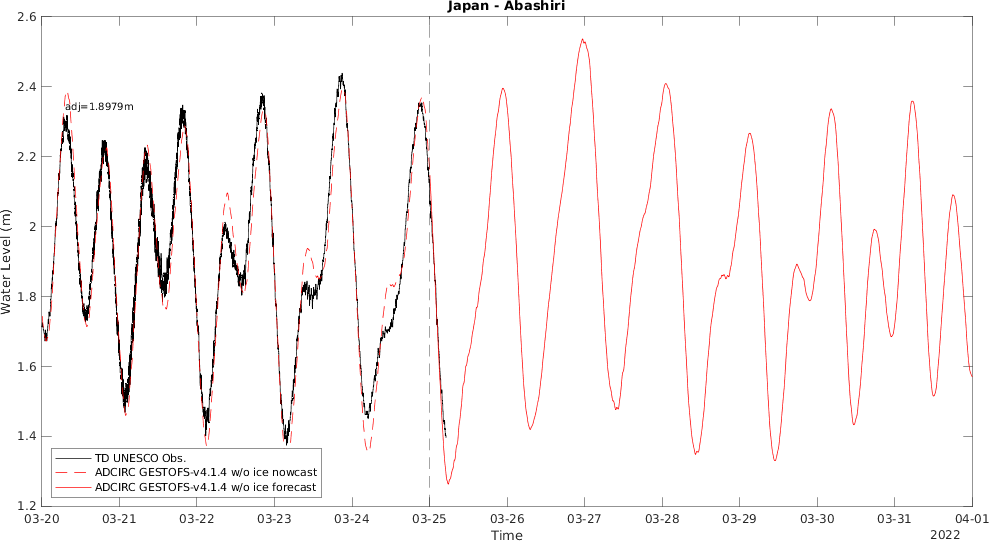 Japan - Abashiri
2.6
2.4
2.2
2
1.8
1.6
1.4
1.2
Water Level (m)
adj=1.8979m
TD UNESCO Obs.
ADCIRC GESTOFS-v4.1.4 w/o ice nowcast
ADCIRC GESTOFS-v4.1.4 w/o ice forecast
03-20 03-21 03-22 03-23 03-24 03-25 03-26 03-27 03-28 03-29 03-30 03-31 04-01
Time
2022